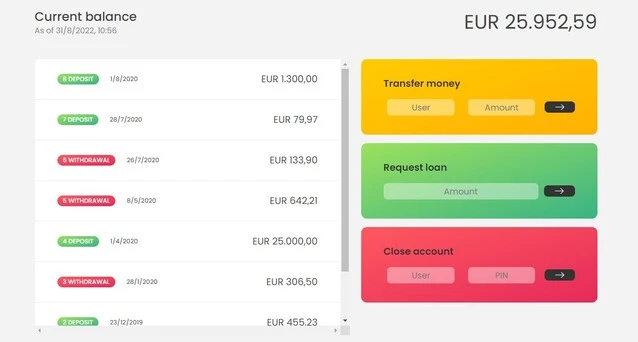 Current balance
As of 31/8/2022, 10:56
EUR 25.952,59
8 DEPOSIT 1/8/2020 EUR 1.300,00
7 DEPOSIT 28/7/2020 EUR 79,97
6 WITHDRAWAL 26/7/2020 EUR 133,90
5 WITHDRAWAL 8/5/2020 EUR 642,21
4 DEPOSIT 1/4/2020 EUR 25.000,00
3 WITHDRAWAL 28/1/2020 EUR 306,50
2 DEPOSIT 23/12/2019 EUR 455,23
Transfer money
User Amount →
Request loan
Amount →
Close account
User PIN →